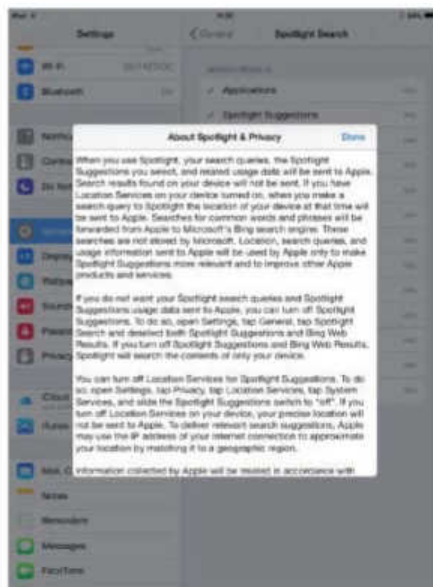 Settings
General
Spotlight Search
Wi-Fi
Bluetooth
On
Applications
Spotlight Suggestions
About Spotlight & Privacy
Done
When you use Spotlight, your search queries, the Spotlight
Suggestions you select, and related usage data will be sent to Apple.
Search results found on your device will not be sent. If you have
Location Services on your device turned on, when you make a
search query to Spotlight the location of your device at that time will
be sent to Apple. Searches for common words and phrases will be
forwarded from Apple to Microsoft's Bing search engine. These
searches are not stored by Microsoft. Location, search queries, and
usage information sent to Apple will be used by Apple only to make
Spotlight Suggestions more relevant and to improve other Apple
products and services.
If you do not want your Spotlight search queries and Spotlight
Suggestions usage data sent to Apple, you can turn off Spotlight
Suggestions. To do so, open Settings, tap General, tap Spotlight
Search and deselect both Spotlight Suggestions and Bing Web
Results. If you turn off Spotlight Suggestions and Bing Web Results,
Spotlight will search the contents of only your device.
You can turn off Location Services for Spotlight Suggestions. To do
so, open Settings, tap Privacy, tap Location Services, tap System
Services, and slide the Spotlight Suggestions switch to "off". If you
turn off Location Services on your device, your precise location will
not be sent to Apple. To deliver relevant search suggestions, Apple
may use the IP address of your internet connection to approximate
your location by matching it to a geographic region.
Information collected by Apple will be treated in accordance with
Sounds
Privacy
iCloud
iTunes
Notes
Reminders
Messages
FaceTime